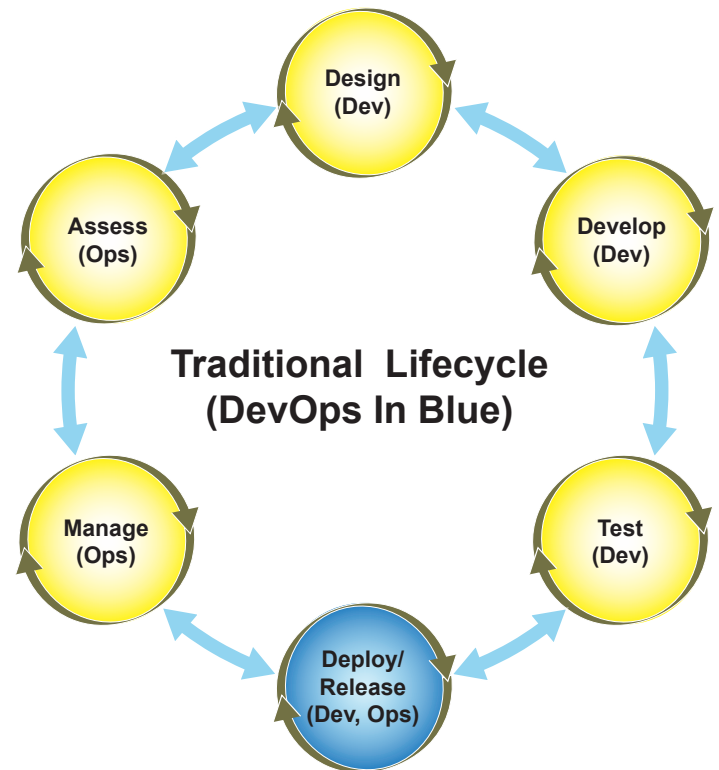 Design
(Dev)
Assess
(Ops)
Develop
(Dev)
Traditional Lifecycle
(DevOps In Blue)
Manage
(Ops)
Test
(Dev)
Deploy/
Release
(Dev, Ops)